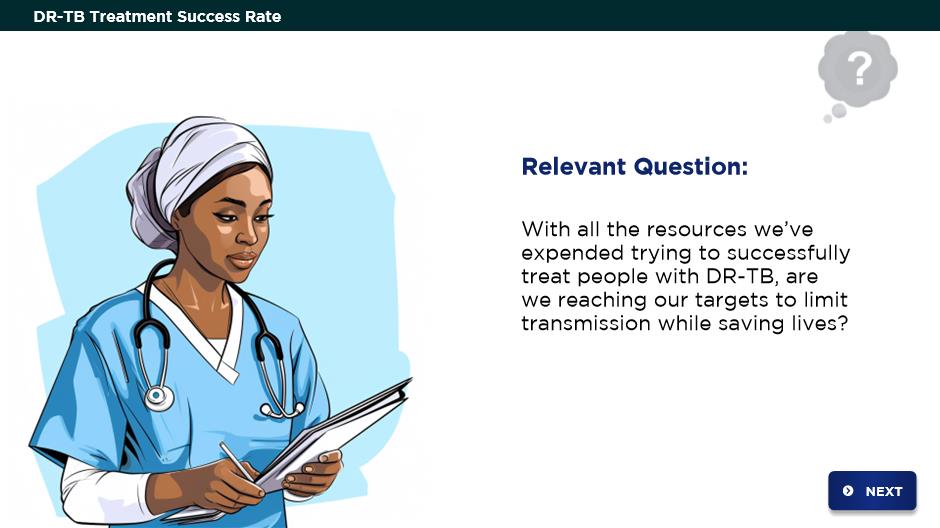 DR-TB Treatment Success Rate
?
Relevant Question:
With all the resources we’ve
expended trying to successfully
treat people with DR-TB, are
we reaching our targets to limit
transmission while saving lives?
NEXT